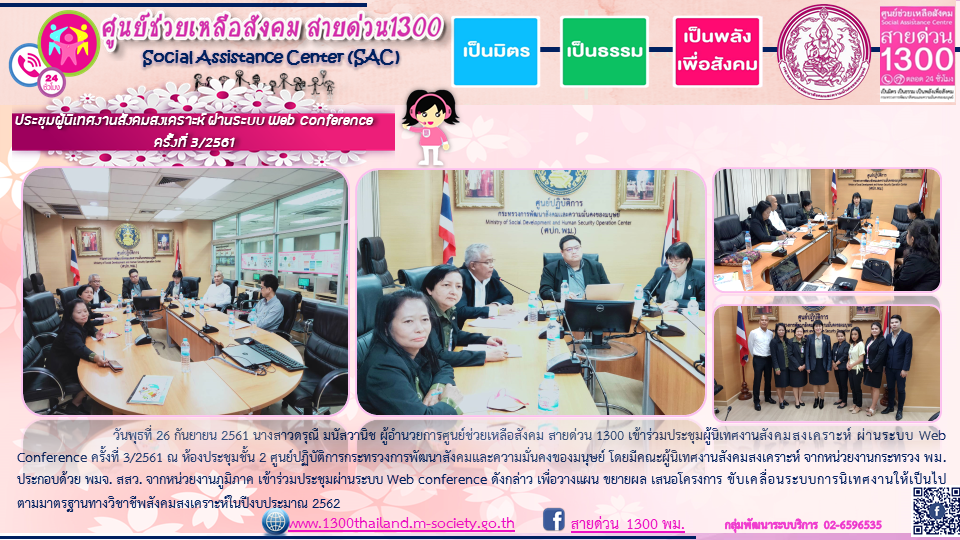 ศูนย์ช่วยเหลือสังคม สายด่วน1300
Social Assistance Center (SAC)
24
ชั่วโมง
เป็นมิตร
เป็นธรรม
เป็นพลัง
เพื่อสังคม
ศูนย์ช่วยเหลือสังคม
สายด่วน
1300
ตลอด 24 ชั่วโมง
เป็นมิตร เป็นธรรม เป็นพลังเพื่อสังคม
ประชุมผู้นิเทศงานสังคมสงเคราะห์ ผ่านระบบ Web Conference
ครั้งที่ 3/2561
ศูนย์ปฏิบัติการ
กระทรวงการพัฒนาสังคมและความมั่นคงของมนุษย์
Ministry of Social Development and Human Security Operation Center
(ศปก.พม.)
DELL
วันพุธที่ 26 กันยายน 2561 นางสาวดรุณี มนัสวานิช ผู้อำนวยการศูนย์ช่วยเหลือสังคม สายด่วน 1300 เข้าร่วมประชุมผู้นิเทศงานสังคมสงเคราะห์ ผ่านระบบ Web
Conference ครั้งที่ 3/2561 ณ ห้องประชุมชั้น 2 ศูนย์ปฏิบัติการกระทรวงการพัฒนาสังคมและความมั่นคงของมนุษย์ โดยมีคณะผู้นิเทศงานสังคมสงเคราะห์ จากหน่วยงานกระทรวง พม.
ประกอบด้วย พมจ. สสว. จากหน่วยงานภูมิภาค เข้าร่วมประชุมผ่านระบบ Web conference ดังกล่าว เพื่อวางแผน ขยายผล เสนอโครงการ ขับเคลื่อนระบบการนิเทศงานให้เป็นไป
ตามมาตรฐานทางวิชาชีพสังคมสงเคราะห์ในปีงบประมาณ 2562
www.1300thailand.m-society.go.th
สายด่วน 1300 พม.
กลุ่มพัฒนาระบบริการ 02-6596535